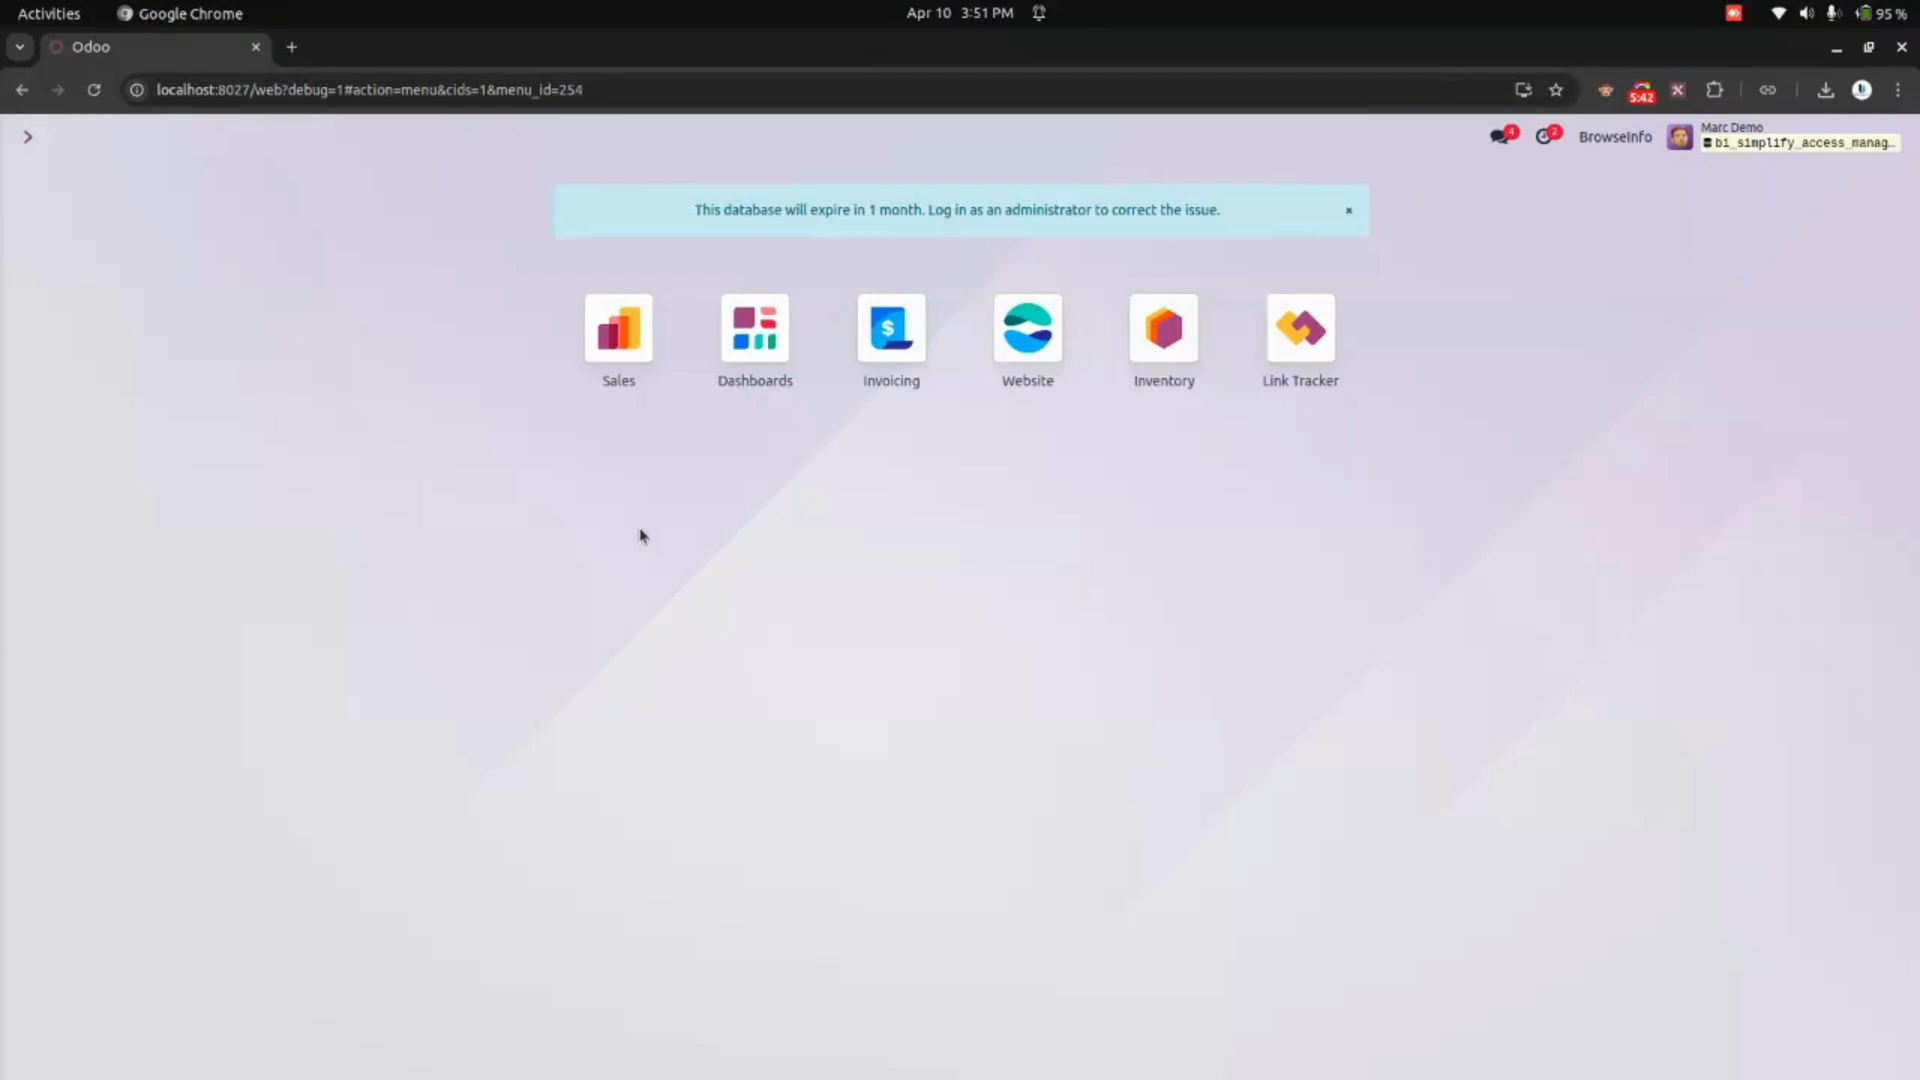 Activities
Google Chrome
Apr 10 3:51 PM
95 %
Odoo
localhost:8027/web?debug=1#action=menu&cids=1&menu_id=254
5:42
4
2
BrowseInfo
Marc Demo
bi_simplify_access_manag…
This database will expire in 1 month. Log in as an administrator to correct the issue.
Sales
Dashboards
Invoicing
Website
Inventory
Link Tracker